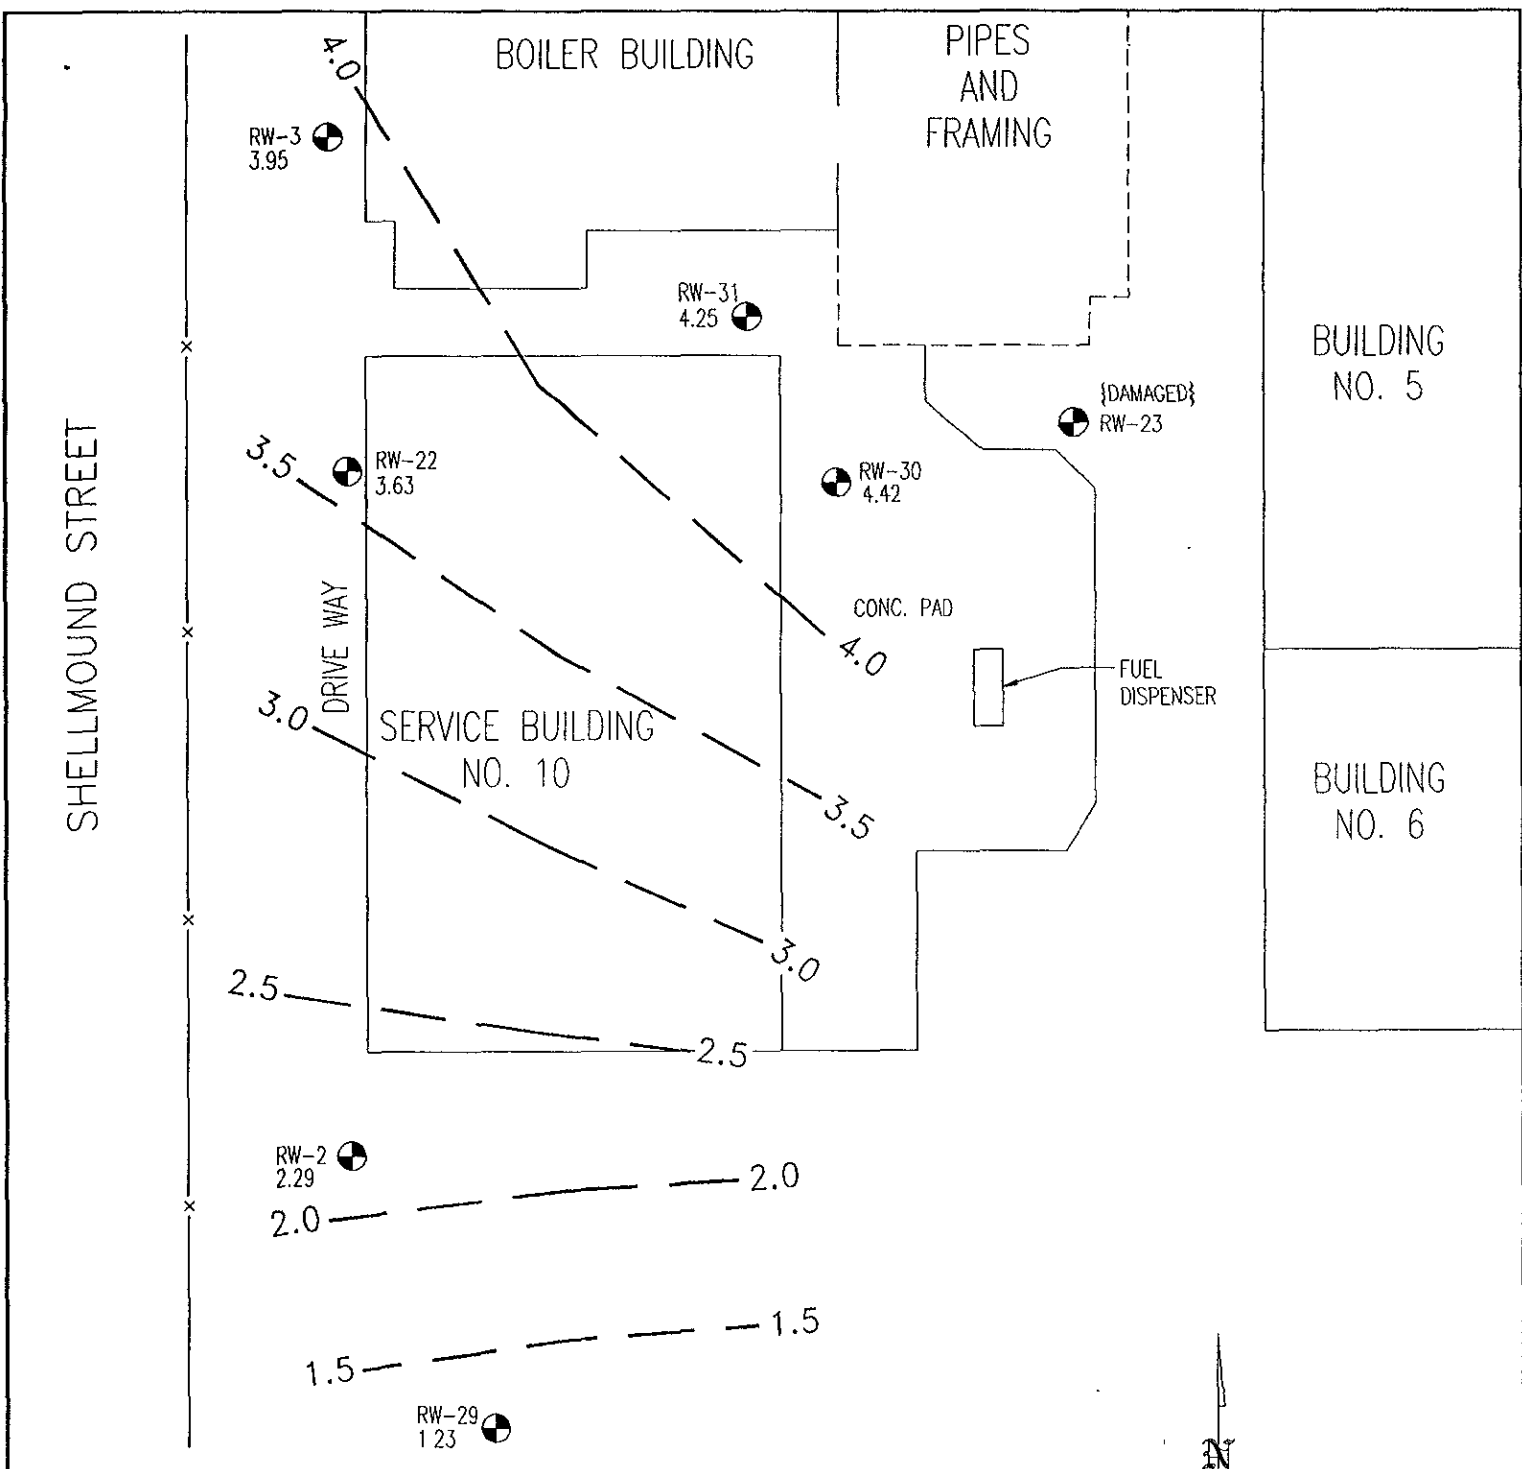 4.0
BOILER BUILDING
PIPES
AND
FRAMING
RW-3
3.95
RW-31
4.25
BUILDING
NO. 5
{DAMAGED}
RW-23
3.5
RW-22
3.63
RW-30
4.42
SHELLMOUND STREET
DRIVE WAY
CONC. PAD
4.0
FUEL
DISPENSER
3.0
SERVICE BUILDING
NO. 10
BUILDING
NO. 6
3.5
3.0
2.5
2.5
RW-2
2.29
2.0
2.0
1.5
1.5
RW-29
1 23
N